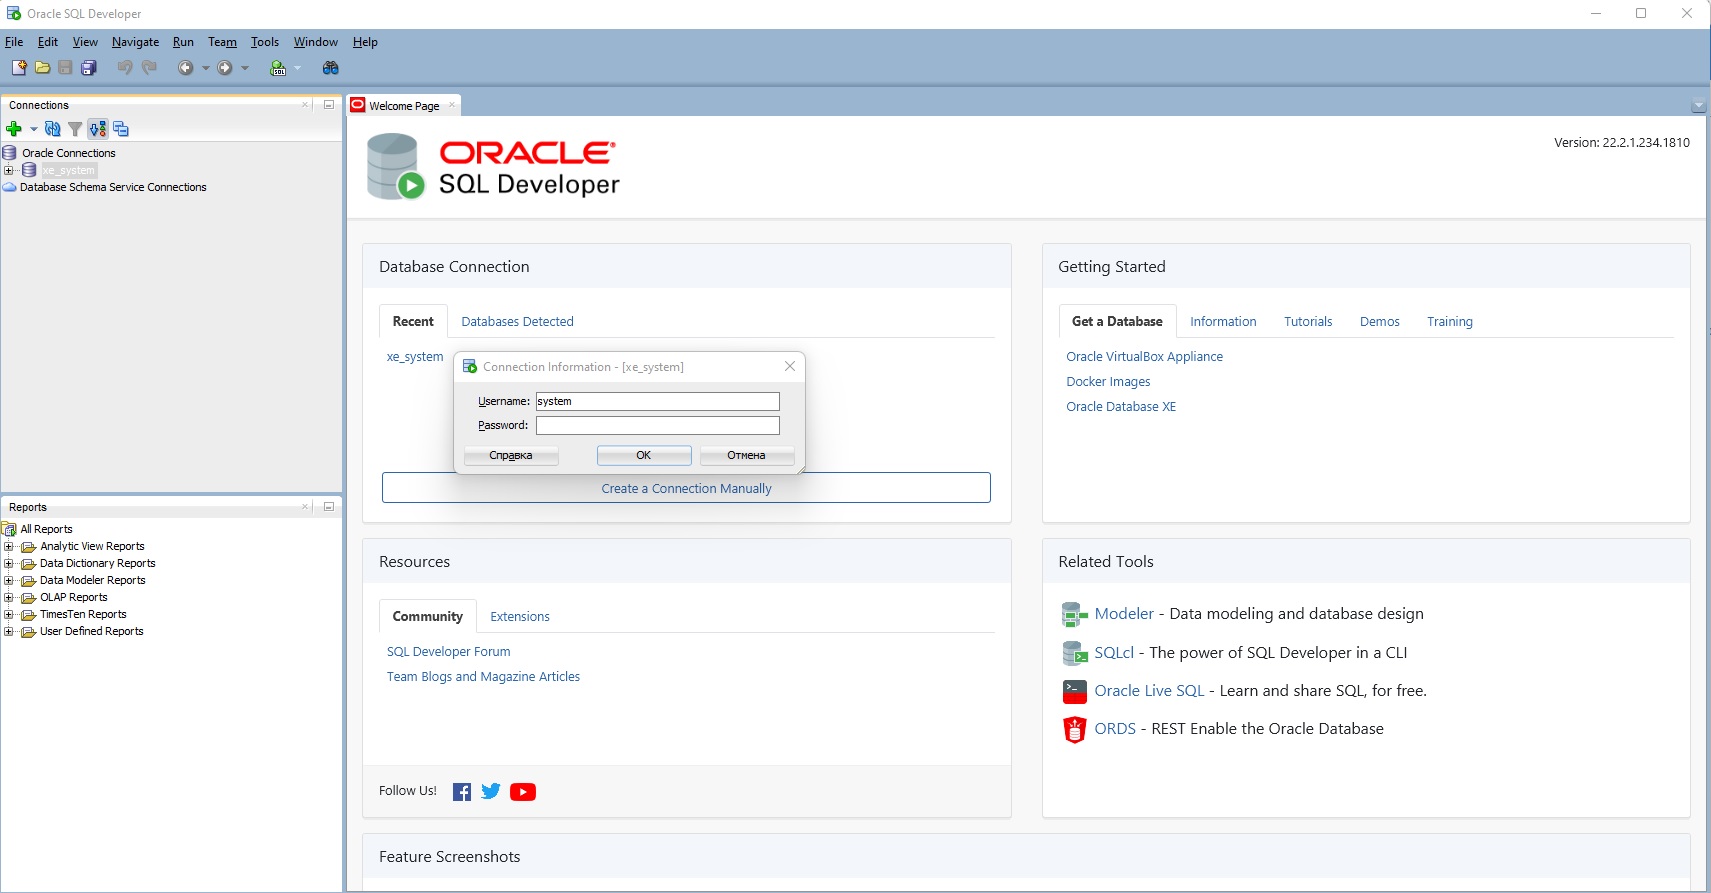 Oracle SQL Developer
File Edit View Navigate Run Team Tools Window Help
Connections
Oracle Connections
xe_system
Database Schema Service Connections
Reports
All Reports
Analytic View Reports
Data Dictionary Reports
Data Modeler Reports
OLAP Reports
TimesTen Reports
User Defined Reports
Welcome Page
ORACLE
SQL Developer
Version: 22.2.1.234.1810
Database Connection
Recent Databases Detected
xe_system
Connection Information - [xe_system]
Username: system
Password:
Справка OK Отмена
Create a Connection Manually
Getting Started
Get a Database Information Tutorials Demos Training
Oracle VirtualBox Appliance
Docker Images
Oracle Database XE
Resources
Community Extensions
SQL Developer Forum
Team Blogs and Magazine Articles
Follow Us!
Related Tools
Modeler - Data modeling and database design
SQLcl - The power of SQL Developer in a CLI
Oracle Live SQL - Learn and share SQL, for free.
ORDS - REST Enable the Oracle Database
Feature Screenshots